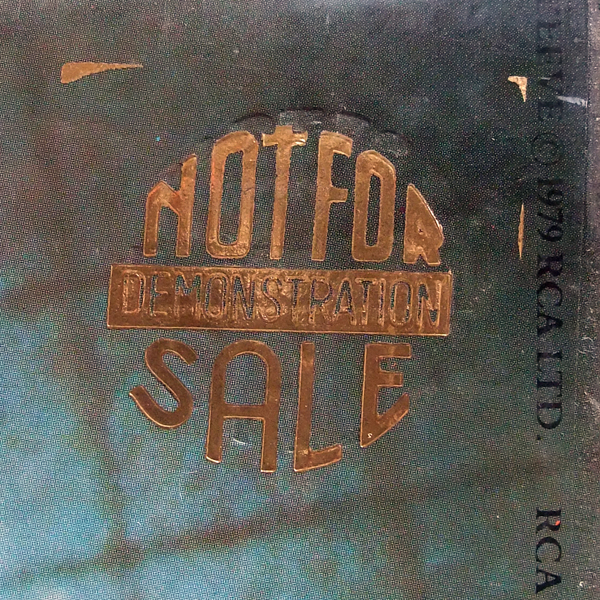 NOT FOR
DEMONSTRATION
SALE
© 1979 RCA LTD.
RCA